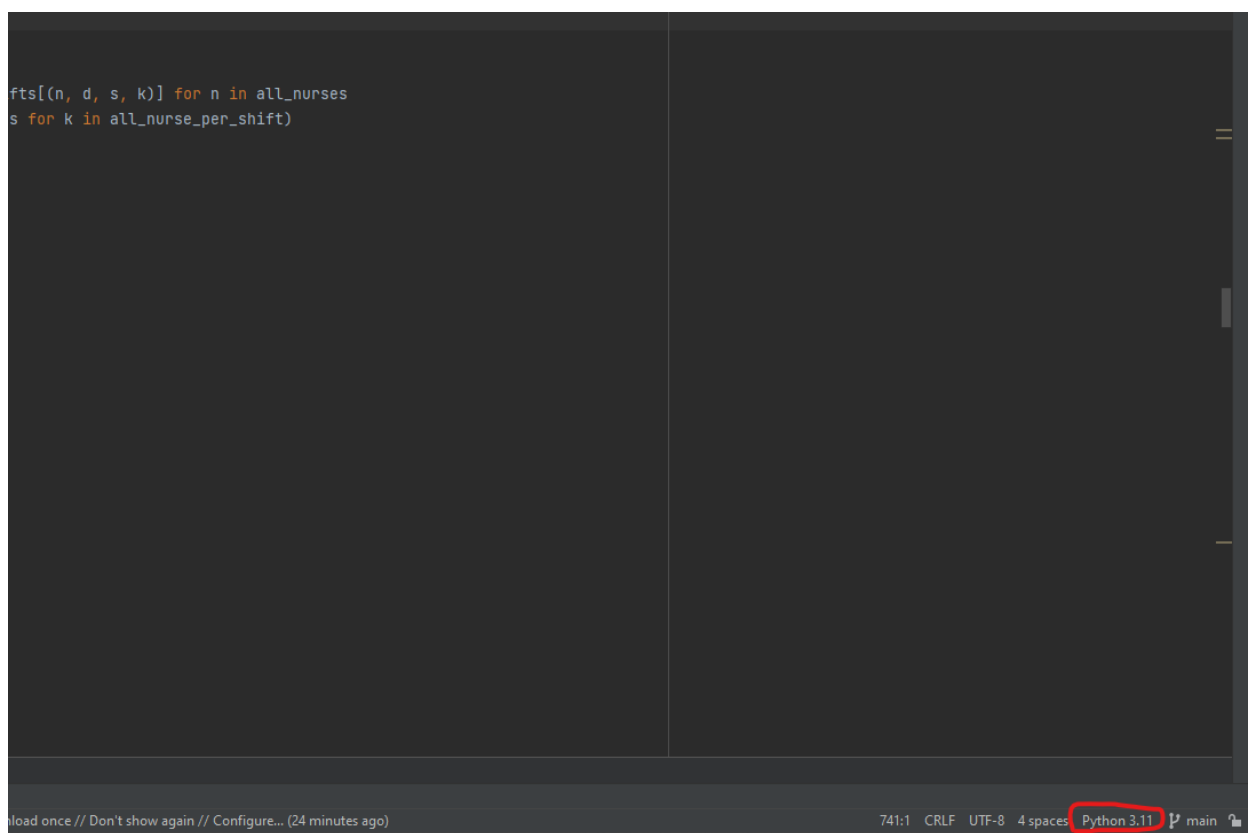 fts[(n, d, s, k)] for n in all_nurses
s for k in all_nurse_per_shift)
nload once // Don't show again // Configure... (24 minutes ago) 741:1 CRLF UTF-8 4 spaces Python 3.11 main